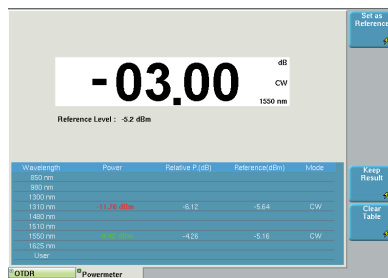 Set as
Reference
dB
-03.00
CW
1550 nm
Reference Level : -5.2 dBm
Wavelength Power Relative P.(dB) Reference(dBm) Mode
850 nm
980 nm
1300 nm
1310 nm dBm -6.12 -5.64 CW
1480 nm
1510 nm
1550 nm -4.26 -5.16 CW
1625 nm
User
Keep
Result
Clear
Table
OTDR
Powermeter